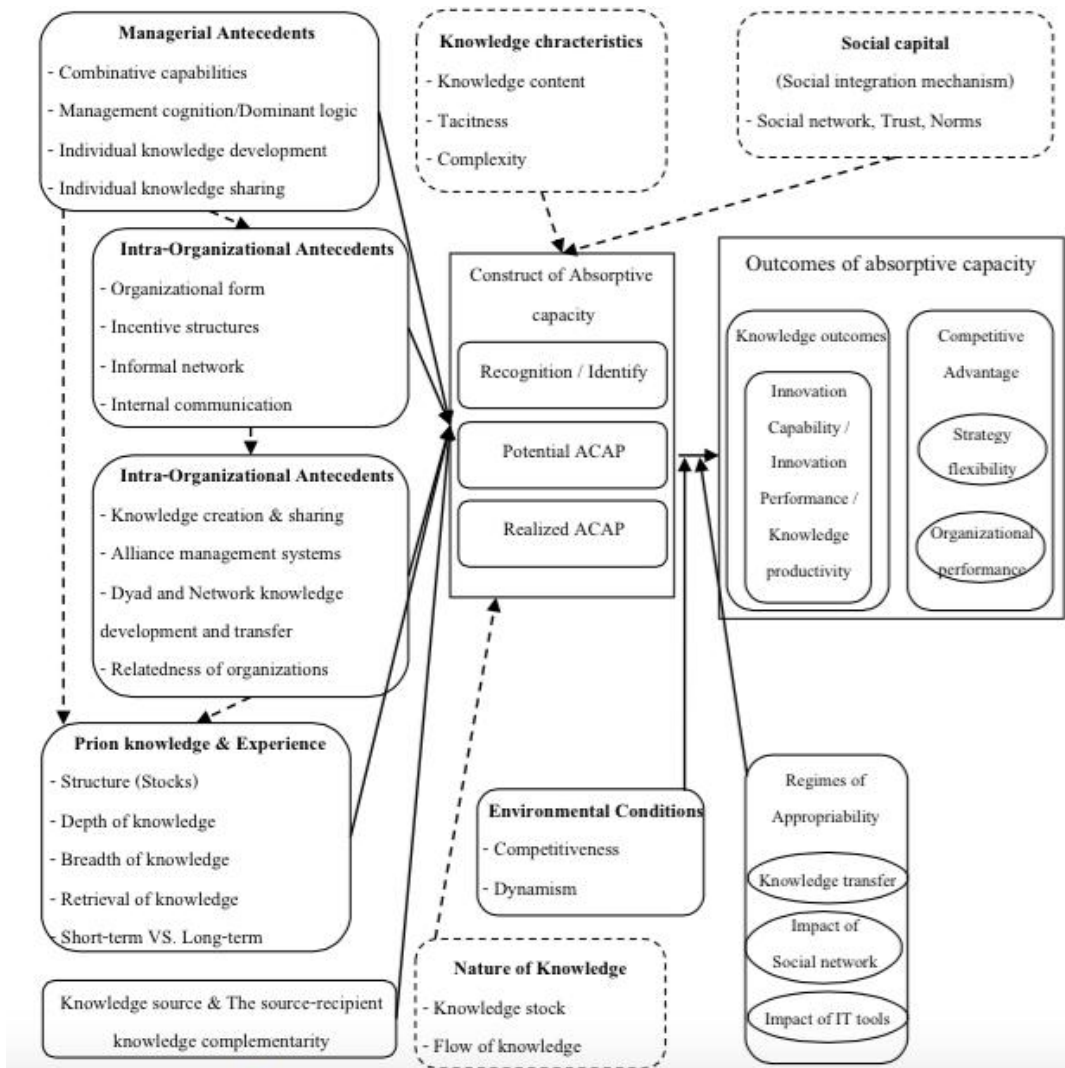 Managerial Antecedents
- Combinative capabilities
- Management cognition/Dominant logic
- Individual knowledge development
- Individual knowledge sharing
Knowledge chracteristics
- Knowledge content
- Tacitness
- Complexity
Social capital
(Social integration mechanism)
- Social network, Trust, Norms
Intra-Organizational Antecedents
- Organizational form
- Incentive structures
- Informal network
- Internal communication
Construct of Absorptive
capacity
Recognition / Identify
Potential ACAP
Realized ACAP
Outcomes of absorptive capacity
Knowledge outcomes
Innovation
Capability /
Innovation
Performance /
Knowledge
productivity
Competitive
Advantage
Strategy
flexibility
Organizational
performance
Intra-Organizational Antecedents
- Knowledge creation & sharing
- Alliance management systems
- Dyad and Network knowledge
development and transfer
- Relatedness of organizations
Prion knowledge & Experience
- Structure (Stocks)
- Depth of knowledge
- Breadth of knowledge
- Retrieval of knowledge
- Short-term VS. Long-term
Environmental Conditions
- Competitiveness
- Dynamism
Regimes of
Appropriability
Knowledge transfer
Impact of
Social network
Impact of IT tools
Knowledge source & The source-recipient
knowledge complementarity
Nature of Knowledge
- Knowledge stock
- Flow of knowledge